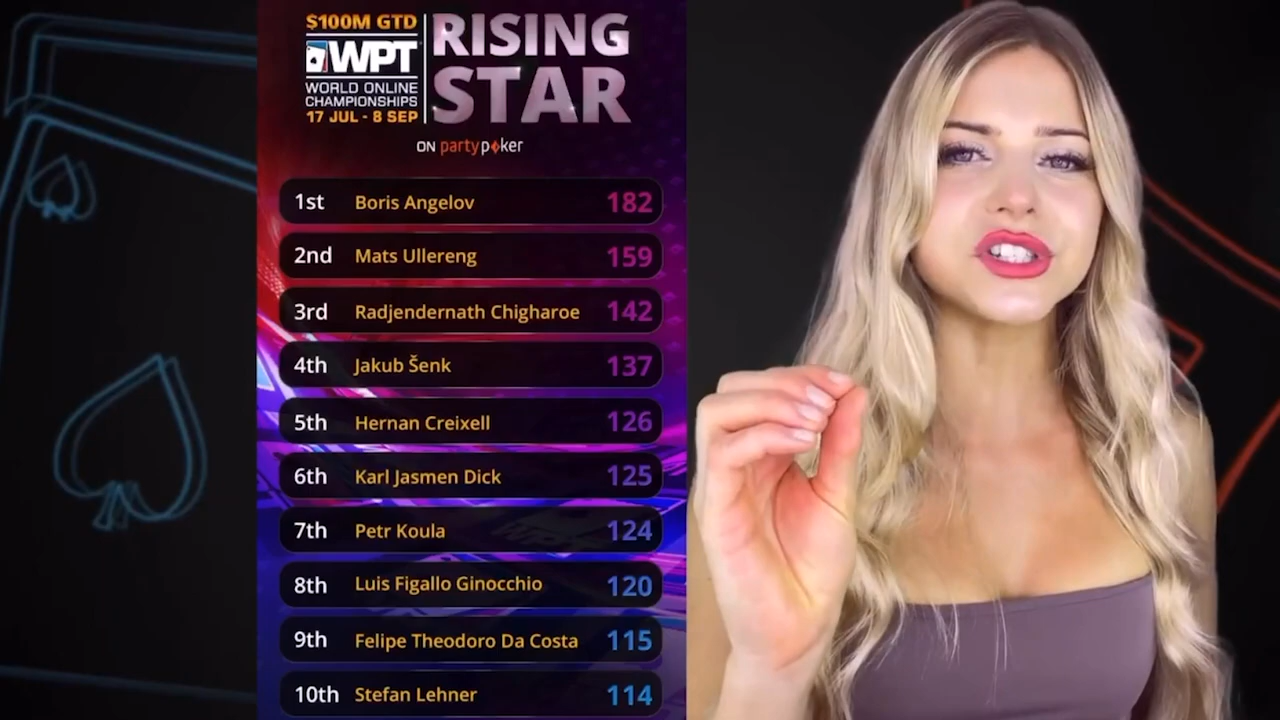 $100M GTD
WPT
WORLD ONLINE
CHAMPIONSHIPS
17 JUL - 8 SEP
RISING
STAR
ON partypoker
1st Boris Angelov 182
2nd Mats Ullereng 159
3rd Radjendernath Chigharoe 142
4th Jakub Šenk 137
5th Hernan Creixell 126
6th Karl Jasmen Dick 125
7th Petr Koula 124
8th Luis Figallo Ginocchio 120
9th Felipe Theodoro Da Costa 115
10th Stefan Lehner 114